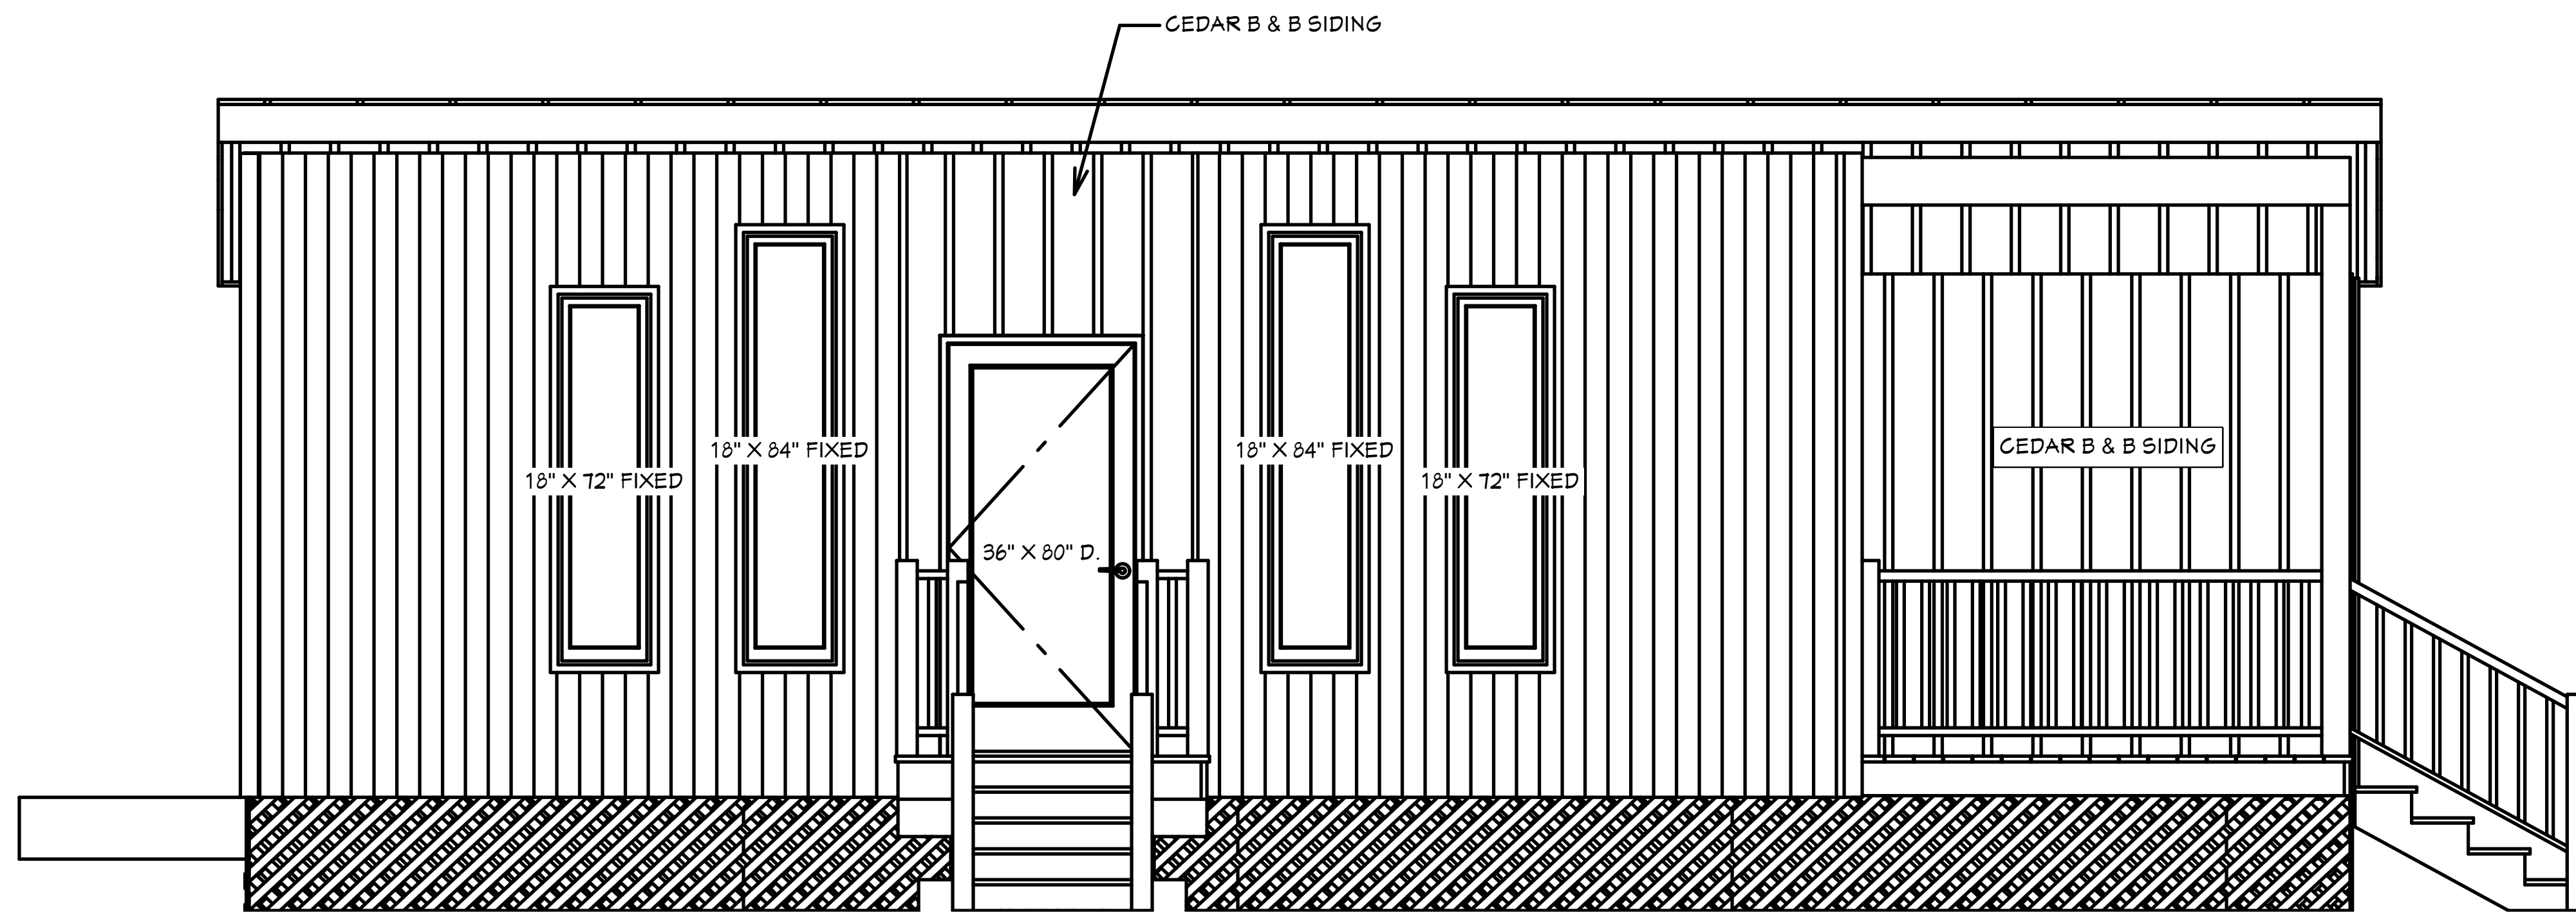 CEDAR B & B SIDING
18" X 72" FIXED
18" X 84" FIXED
36" X 80" D.
18" X 84" FIXED
18" X 72" FIXED
CEDAR B & B SIDING